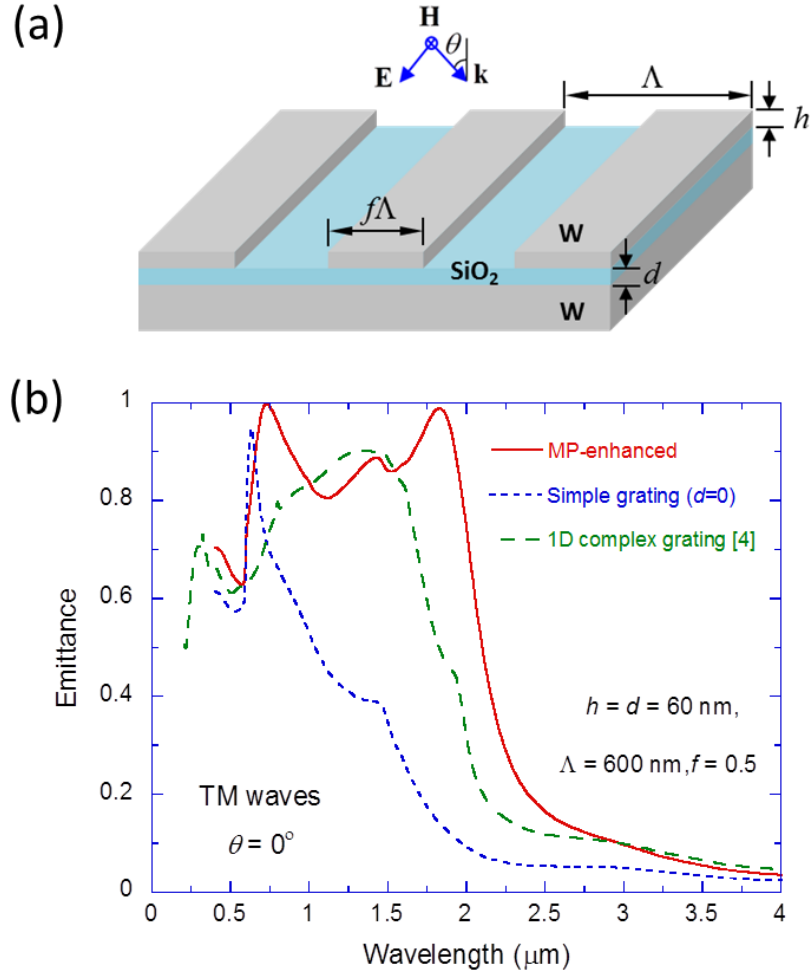 (a)
H
θ
E
k
Λ
h
fΛ
W
SiO₂
d
W
(b)
1
MP-enhanced
Simple grating (d=0)
0.8
1D complex grating [4]
0.6
Emittance
0.4
h = d = 60 nm,
Λ = 600 nm, f = 0.5
0.2
TM waves
θ = 0°
0
0 0.5 1 1.5 2 2.5 3 3.5 4
Wavelength (μm)